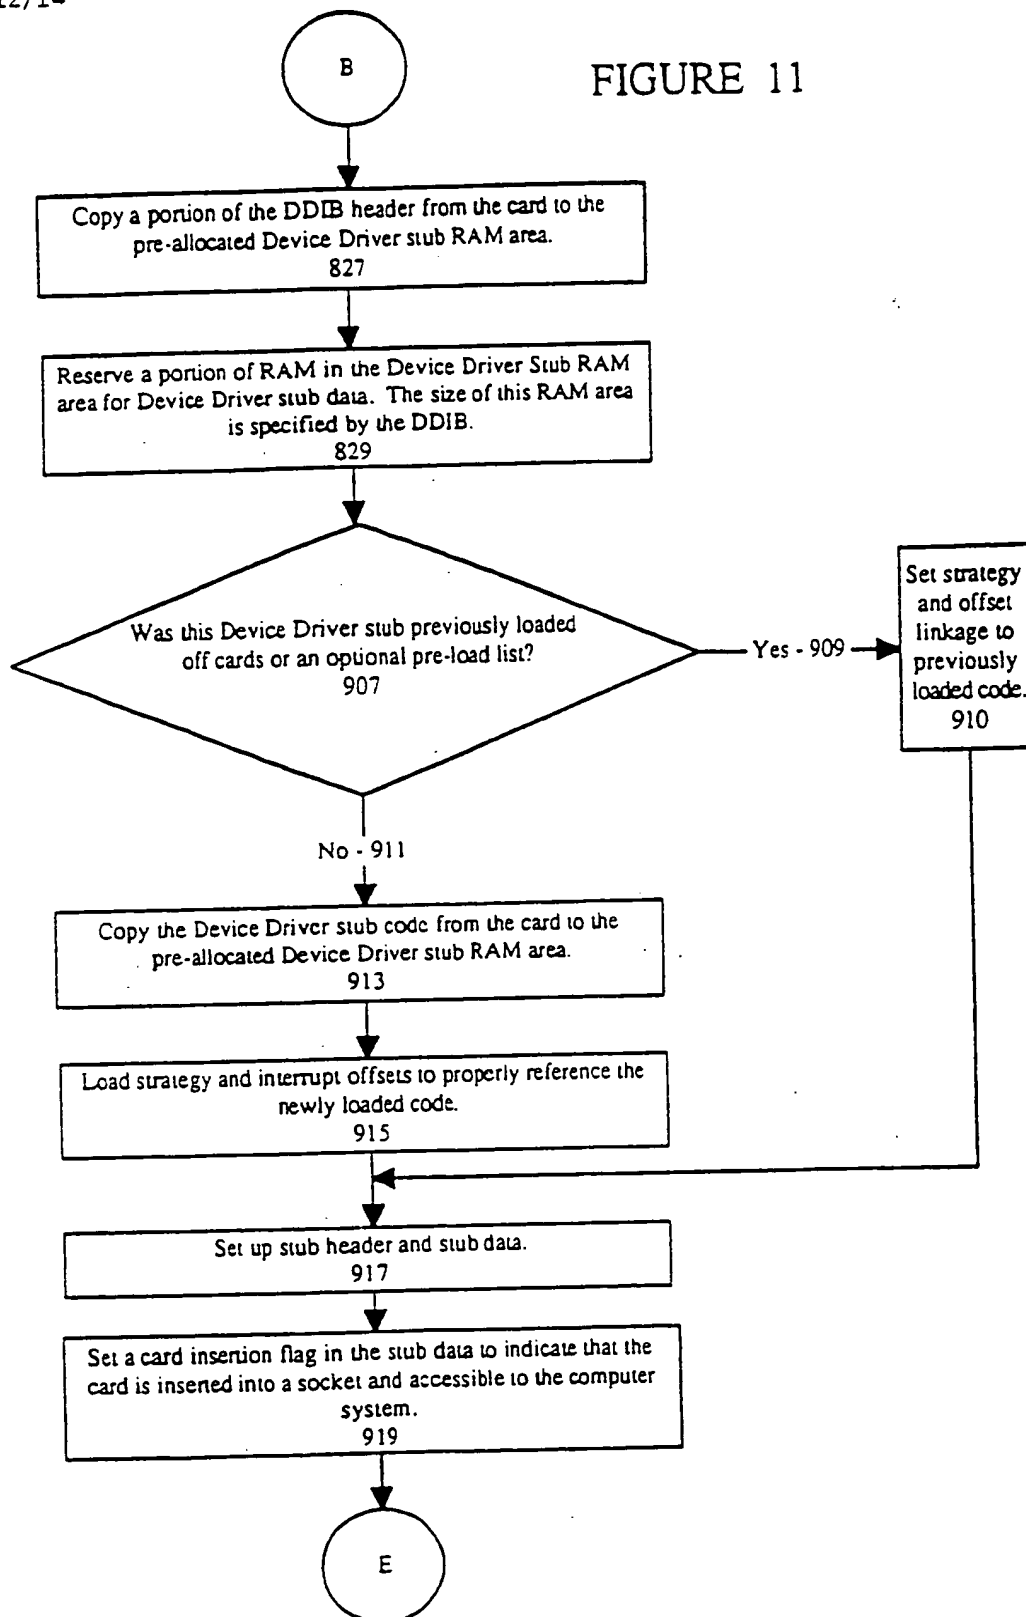 12/14
B
FIGURE 11
Copy a portion of the DDIB header from the card to the
pre-allocated Device Driver stub RAM area.
827
Reserve a portion of RAM in the Device Driver Stub RAM
area for Device Driver stub data. The size of this RAM area
is specified by the DDIB.
829
Was this Device Driver stub previously loaded
off cards or an optional pre-load list?
907
Yes - 909
Set strategy
and offset
linkage to
previously
loaded code.
910
No - 911
Copy the Device Driver stub code from the card to the
pre-allocated Device Driver stub RAM area.
913
Load strategy and interrupt offsets to properly reference the
newly loaded code.
915
Set up stub header and stub data.
917
Set a card insertion flag in the stub data to indicate that the
card is inserted into a socket and accessible to the computer
system.
919
E